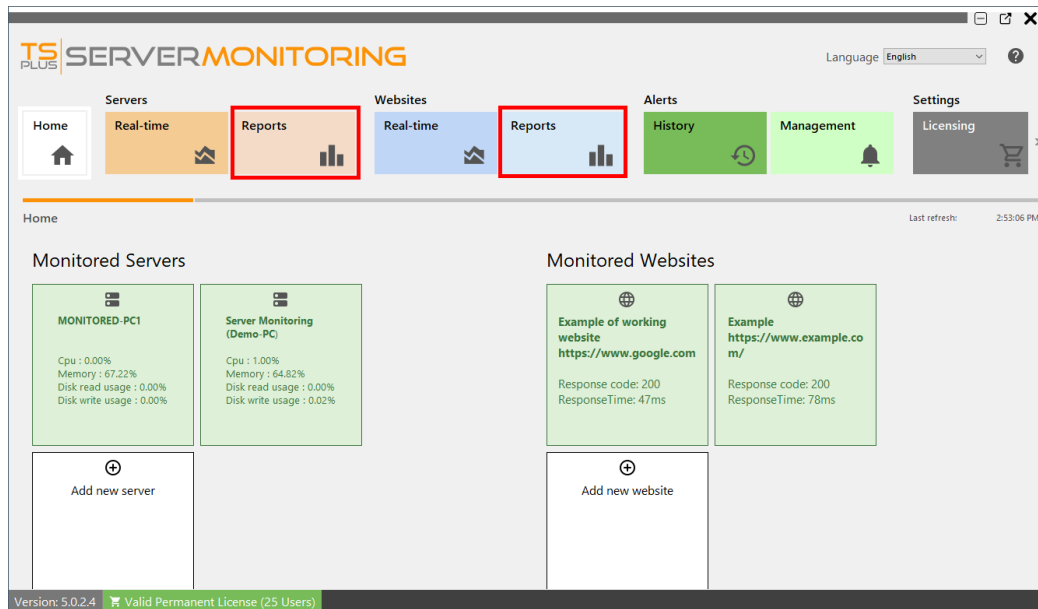 TS PLUS SERVERMONITORING
Language English
Servers
Websites
Alerts
Settings
Home
Real-time
Reports
Real-time
Reports
History
Management
Licensing
Home
Last refresh: 2:53:06 PM
Monitored Servers
MONITORED-PC1
Cpu : 0.00%
Memory : 67.22%
Disk read usage : 0.00%
Disk write usage : 0.00%
Server Monitoring
(Demo-PC)
Cpu : 1.00%
Memory : 64.82%
Disk read usage : 0.00%
Disk write usage : 0.02%
Add new server
Monitored Websites
Example of working
website
https://www.google.com
Response code: 200
ResponseTime: 47ms
Example
https://www.example.co
m/
Response code: 200
ResponseTime: 78ms
Add new website
Version: 5.0.2.4 Valid Permanent License (25 Users)